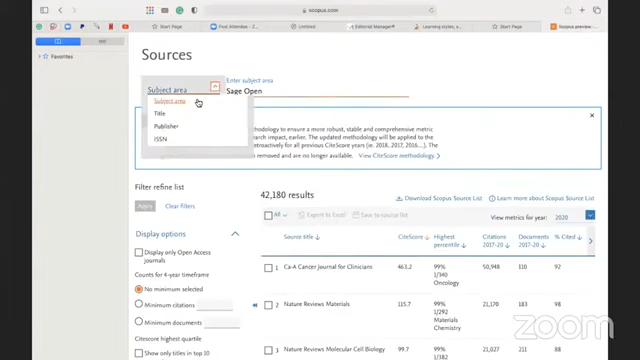 scopus.com
Start Page
Post Attendee - Z...
Untitled
Editorial Manager®
Learning styles, a...
Start Page
Scopus preview -...
Favorites
Sources
Subject area
Enter subject area
Sage Open
Subject area
Title
Publisher
ISSN
methodology to ensure a more robust, stable and comprehensive metric
search impact, earlier. The updated methodology will be applied to the
retroactively for all previous CiteScore years (ie. 2018, 2017, 2016....). The
removed and are no longer available. View CiteScore methodology.
Filter refine list
Apply
Clear filters
42,180 results
Download Scopus Source List
Learn more about Scopus Source List
All
Export to Excel
Save to source list
View metrics for year:
2020
Display options
Display only Open Access
journals
Counts for 4-year timeframe
No minimum selected
Minimum citations
Minimum documents
Citescore highest quartile
Show only titles in top 10
Source title
CiteScore
Highest
percentile
Citations
2017-20
Documents
2017-20
% Cited
1 Ca-A Cancer Journal for Clinicians 463.2 99% 50,948 110 92
1/340
Oncology
2 Nature Reviews Materials 115.7 99% 21,170 183 98
1/292
Materials
Chemistry
3 Nature Reviews Molecular Cell Biology 99.7 99% 21,027 211 88
1/382
zoom